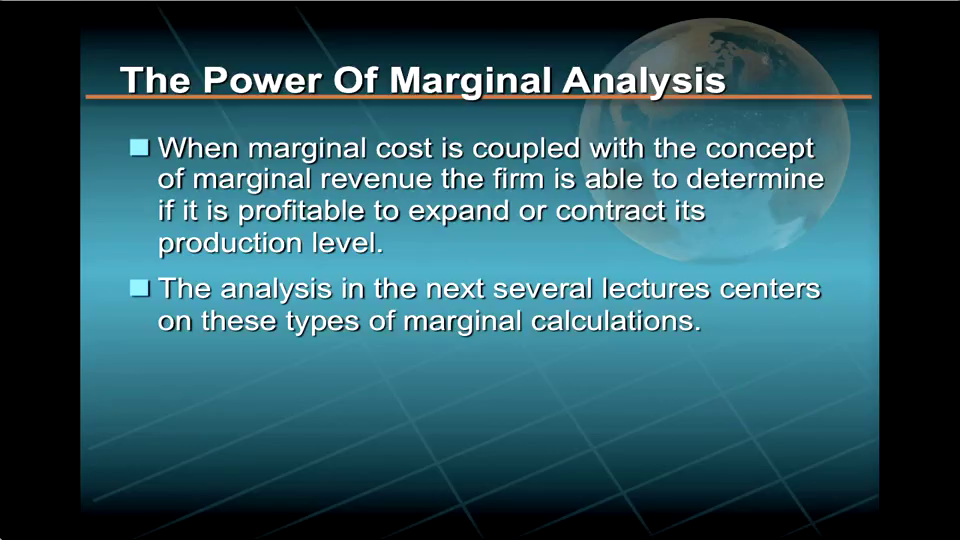 The Power Of Marginal Analysis
When marginal cost is coupled with the concept
of marginal revenue the firm is able to determine
if it is profitable to expand or contract its
production level.
The analysis in the next several lectures centers
on these types of marginal calculations.